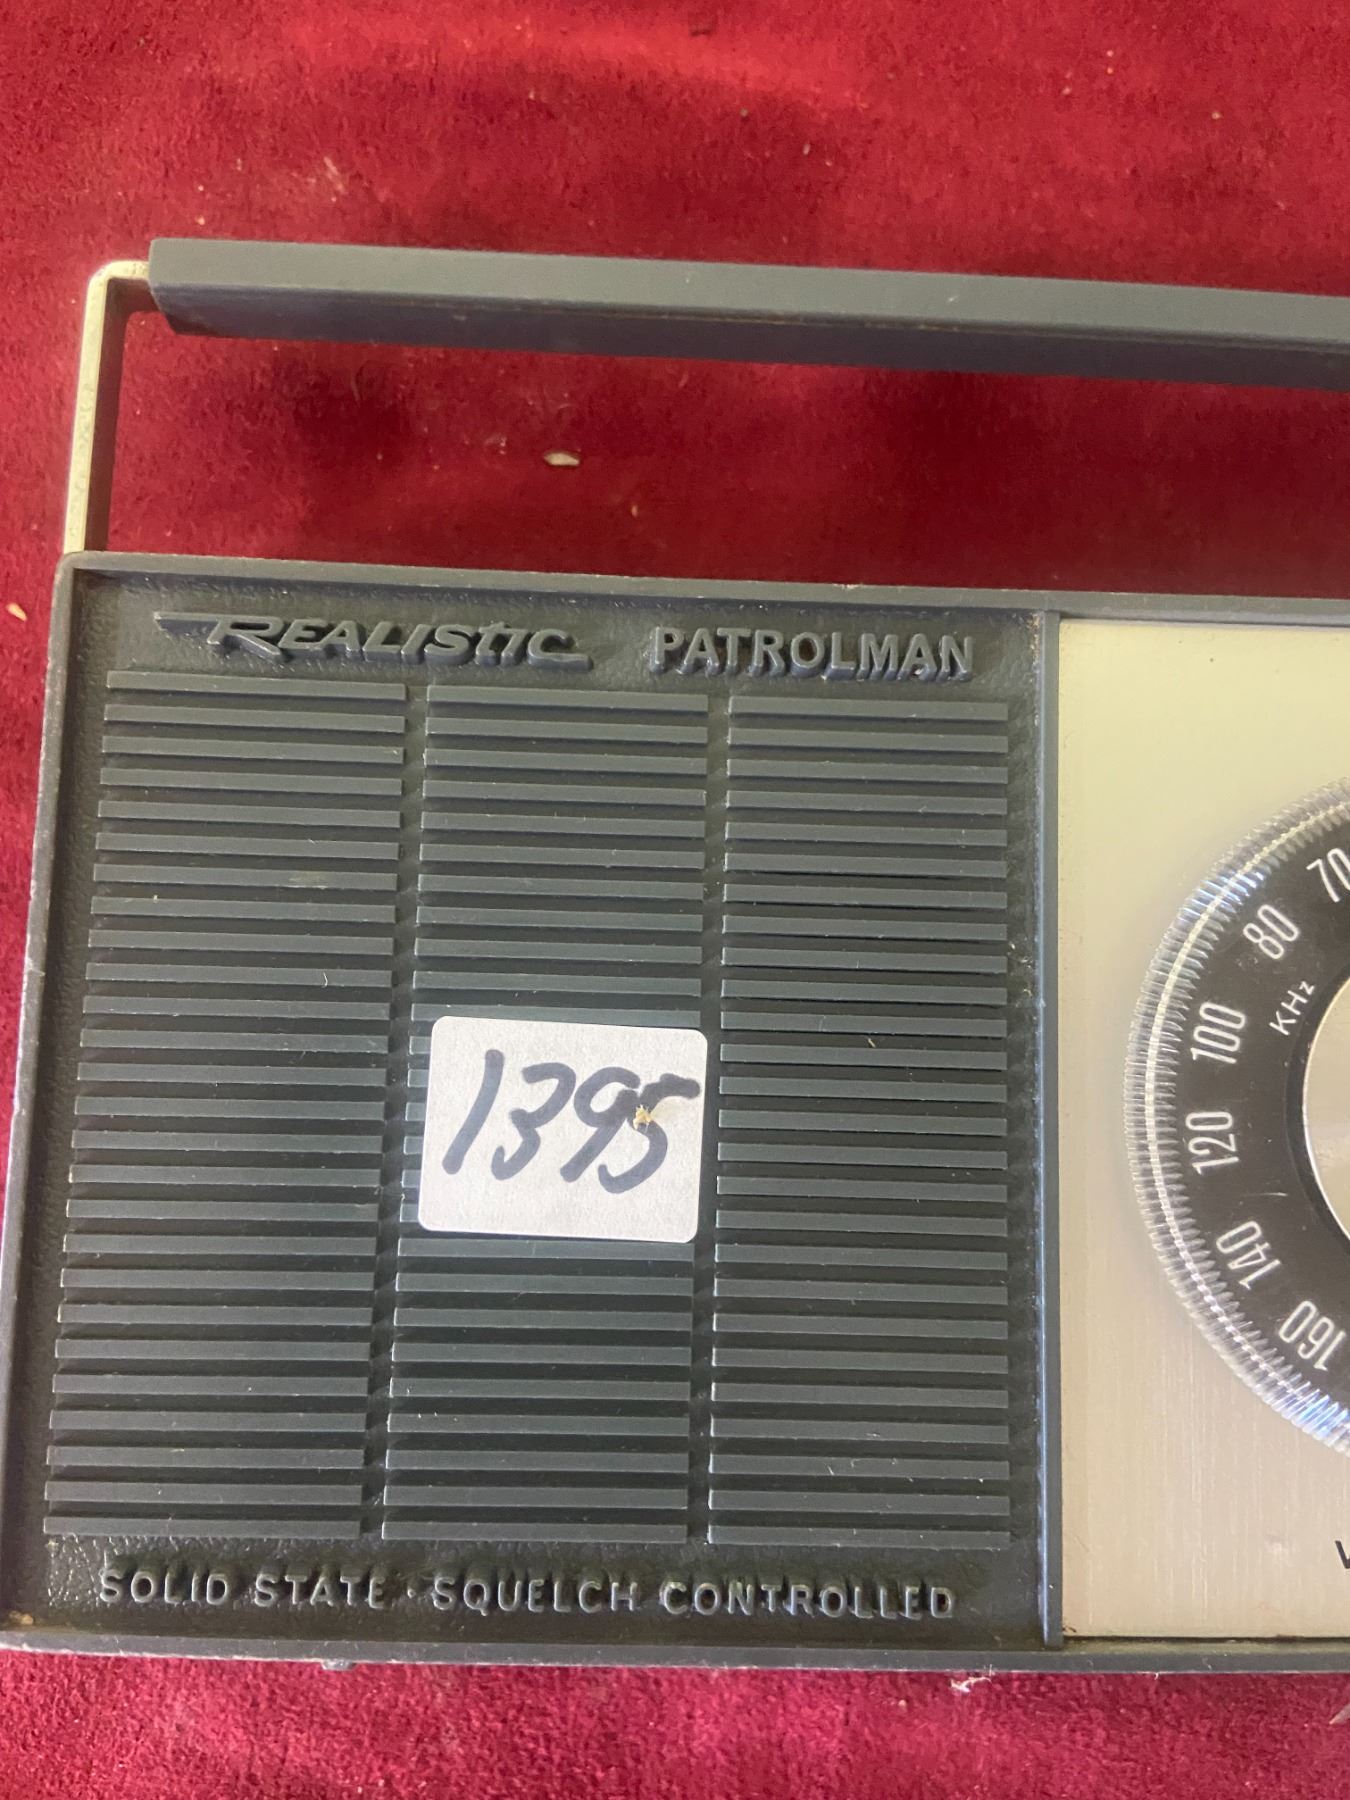 REALISTIC PATROLMAN
70
80
KHz
100
120
140
160
1395
SOLID STATE · SQUELCH CONTROLLED